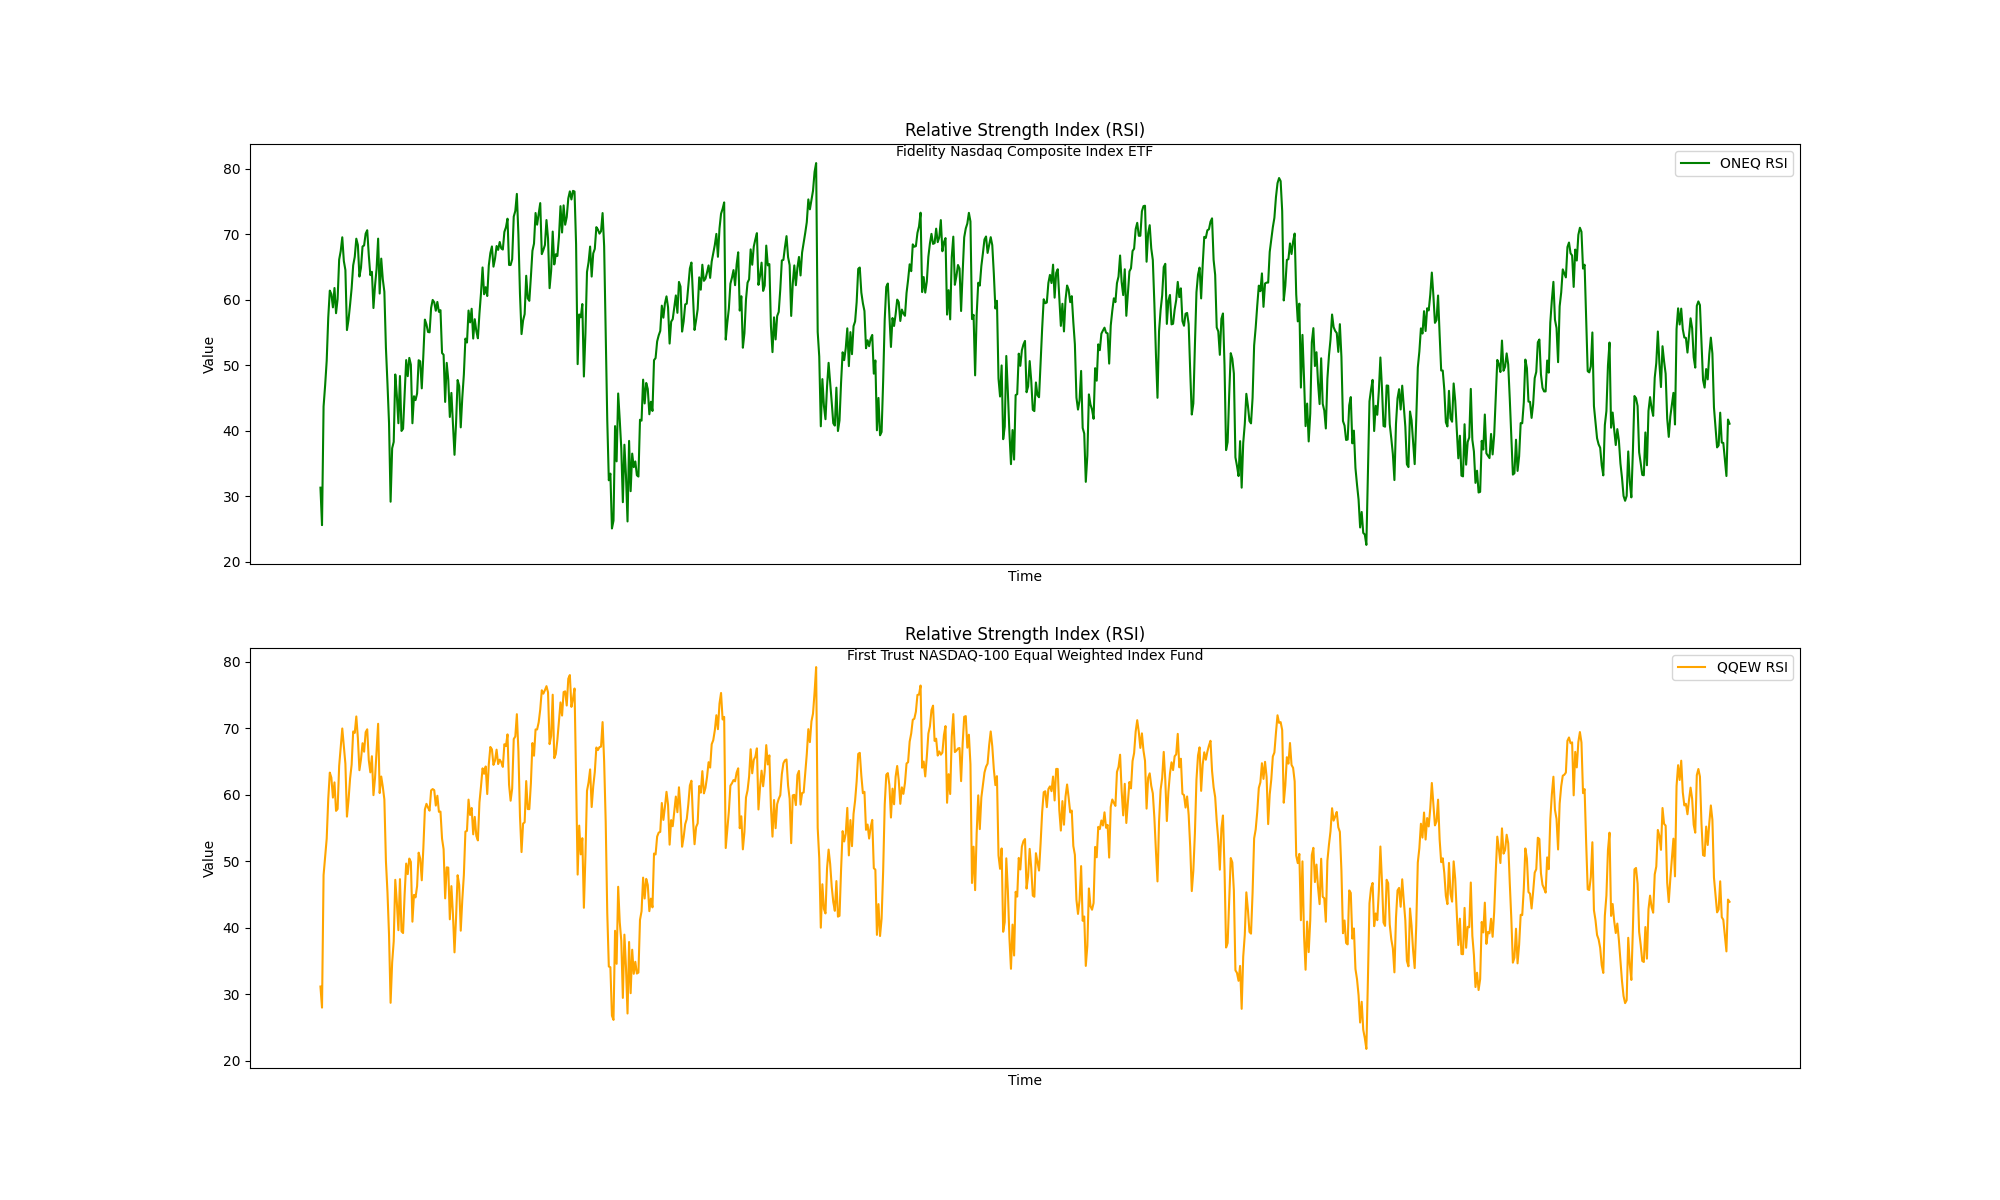 Relative Strength Index (RSI)
Fidelity Nasdaq Composite Index ETF
ONEQ RSI
80
70
60
50
40
30
20
Value
Time
Relative Strength Index (RSI)
First Trust NASDAQ-100 Equal Weighted Index Fund
QQEW RSI
80
70
60
50
40
30
20
Value
Time